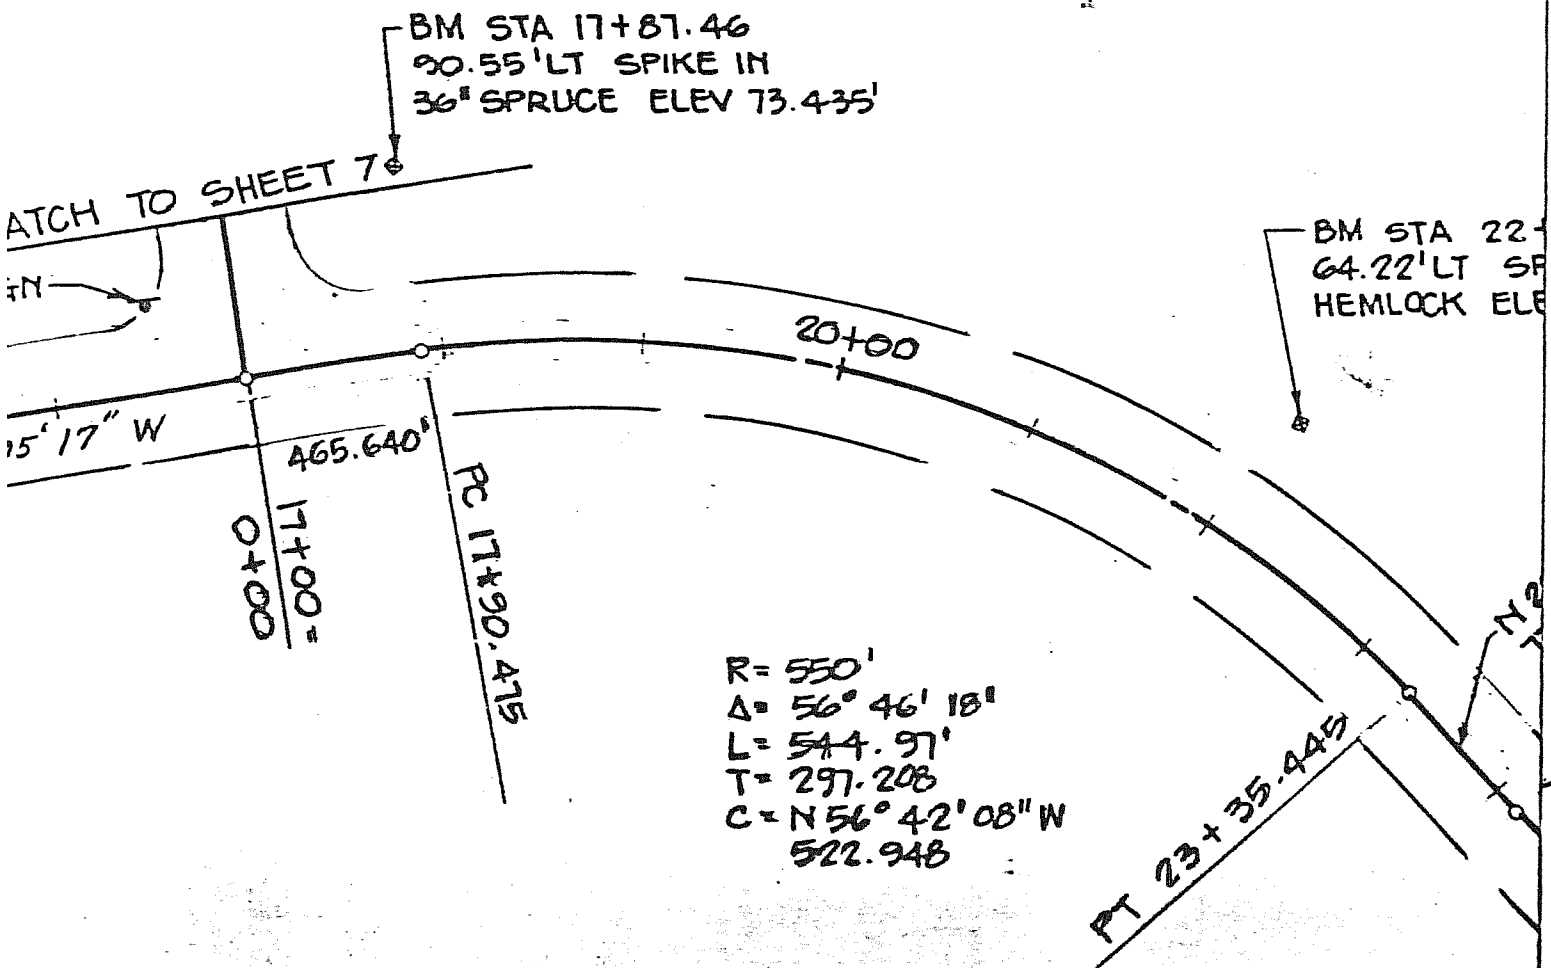 BM STA 17+87.46
90.55' LT SPIKE IN
36" SPRUCE ELEV 73.435'
ATCH TO SHEET 7
GN
BM STA 22+
64.22' LT SP
HEMLOCK ELE
20+00
15' 17" W
465.640'
17+00 =
0+00
PC 17+90.475
R= 550'
Δ= 56° 46' 18"
L= 544.97'
T= 297.208
C= N 56° 42' 08" W
522.948
PT 23+35.445
N 2